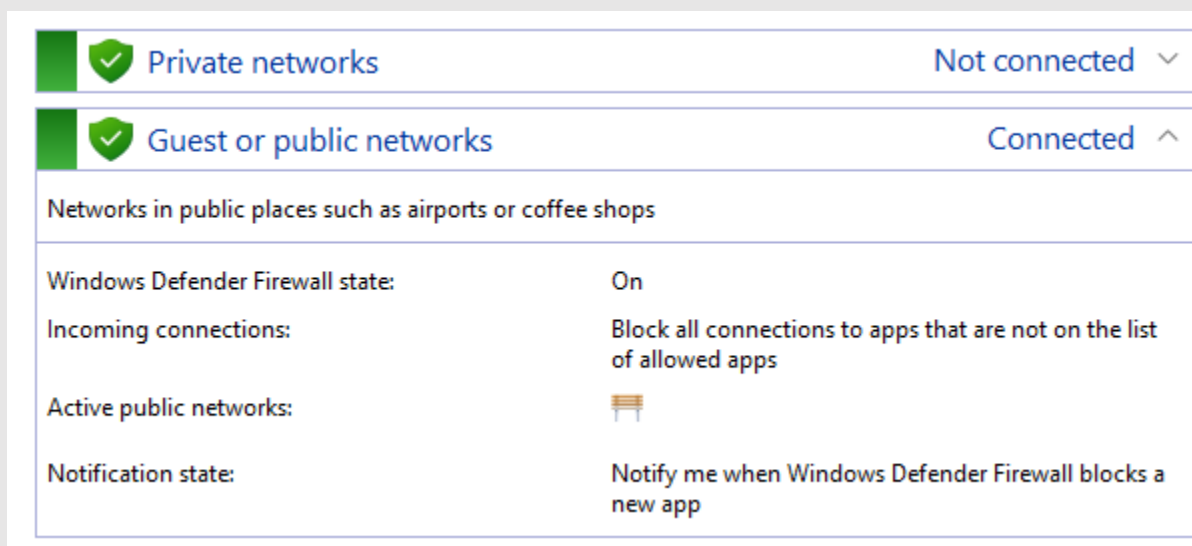 Private networks Not connected
Guest or public networks Connected
Networks in public places such as airports or coffee shops
Windows Defender Firewall state: On
Incoming connections: Block all connections to apps that are not on the list
of allowed apps
Active public networks:
Notification state: Notify me when Windows Defender Firewall blocks a
new app